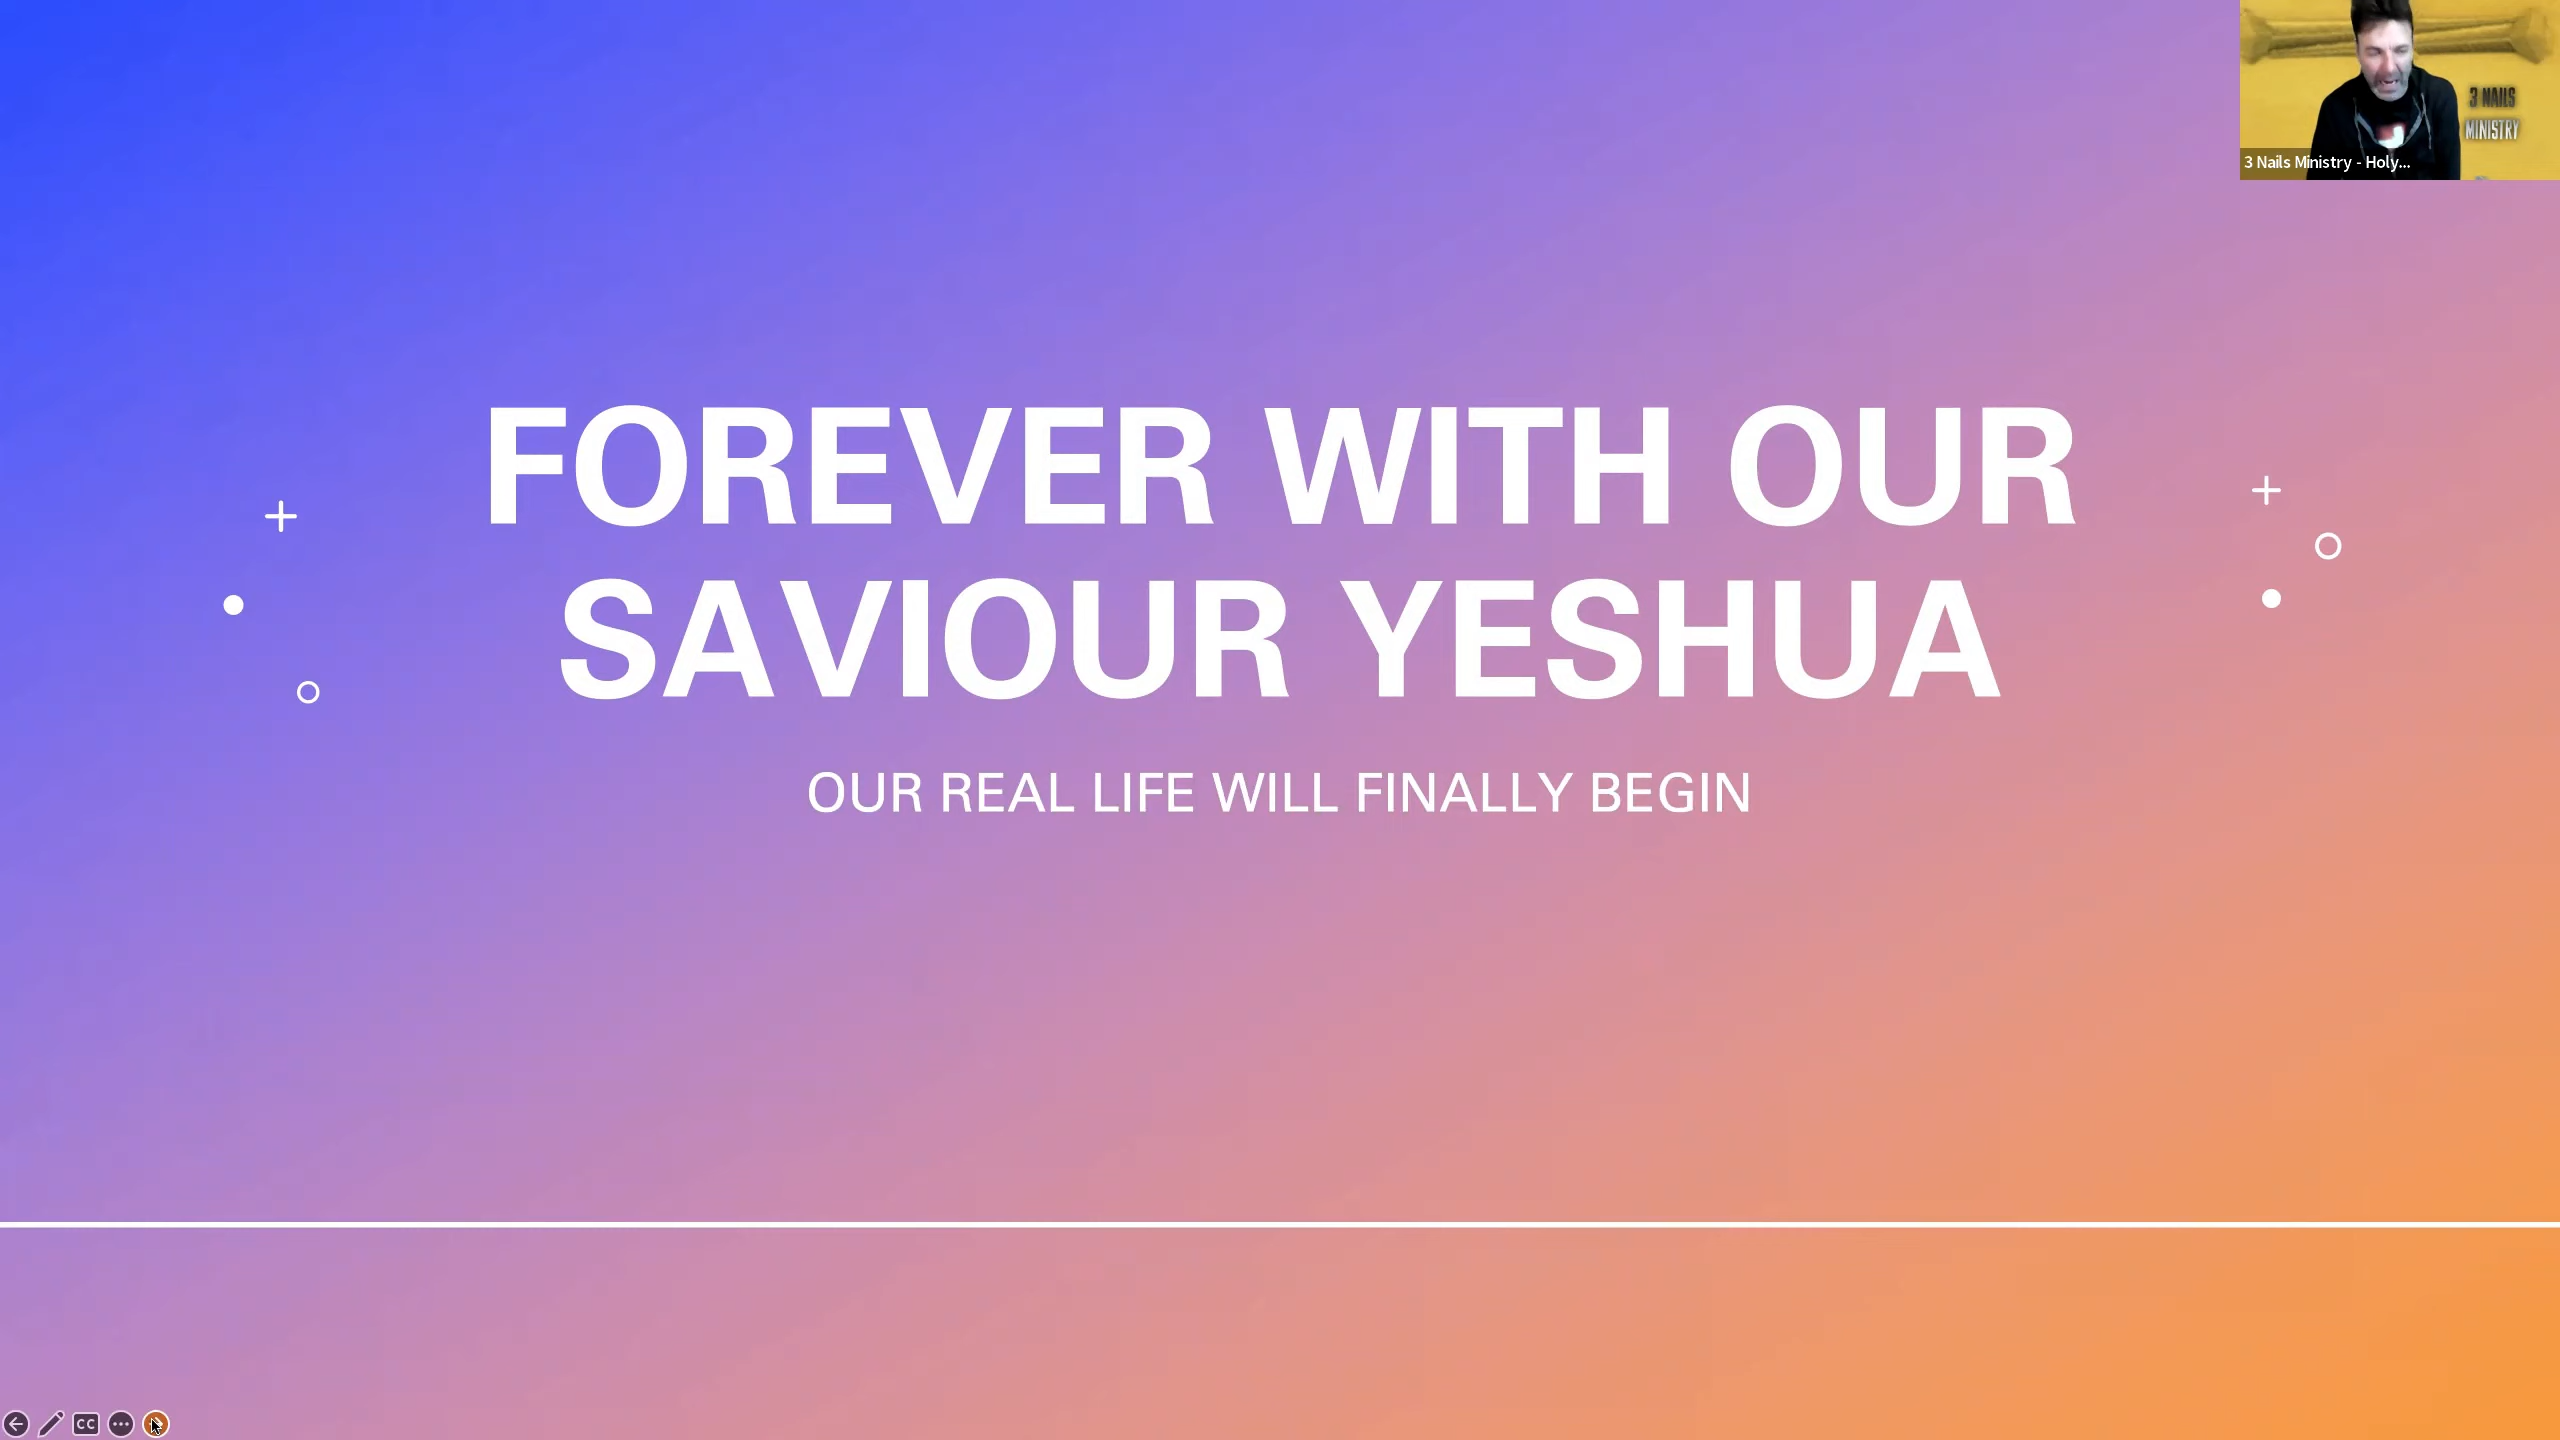 3 NAILS
MINISTRY
3 Nails Ministry - Holy...
FOREVER WITH OUR
SAVIOUR YESHUA
OUR REAL LIFE WILL FINALLY BEGIN
CC